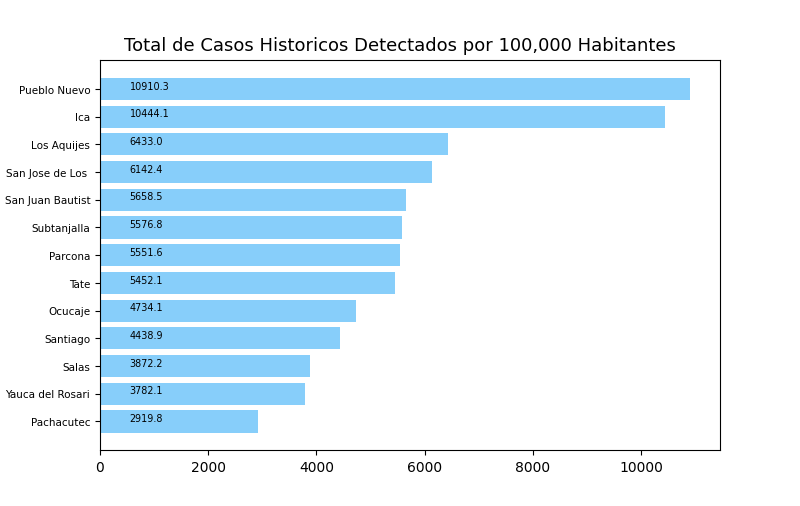 Total de Casos Historicos Detectados por 100,000 Habitantes
Pueblo Nuevo 10910.3
Ica 10444.1
Los Aquijes 6433.0
San Jose de Los 6142.4
San Juan Bautist 5658.5
Subtanjalla 5576.8
Parcona 5551.6
Tate 5452.1
Ocucaje 4734.1
Santiago 4438.9
Salas 3872.2
Yauca del Rosari 3782.1
Pachacutec 2919.8
0 2000 4000 6000 8000 10000